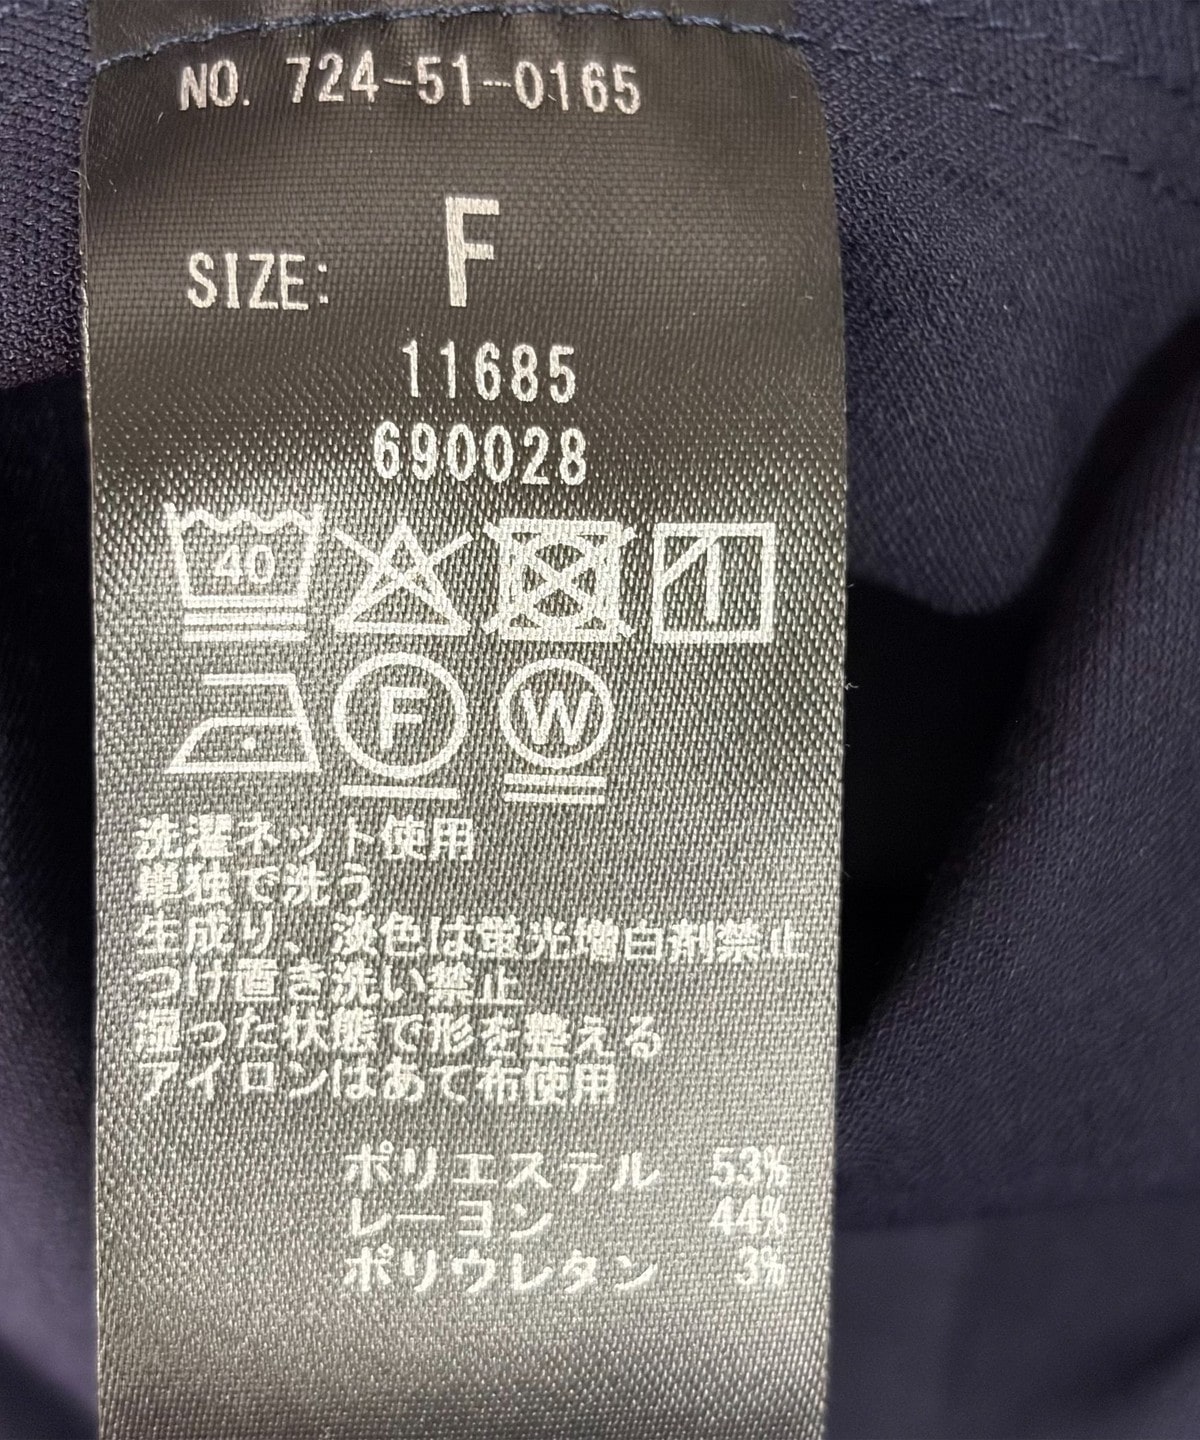 NO. 724-51-0165
SIZE: F
11685
690028
40
F W
洗濯ネット使用
単独で洗う
生成り、淡色は蛍光増白剤禁止
つけ置き洗い禁止
湿った状態で形を整える
アイロンはあて布使用
ポリエステル 53%
レーヨン 44%
ポリウレタン 3%